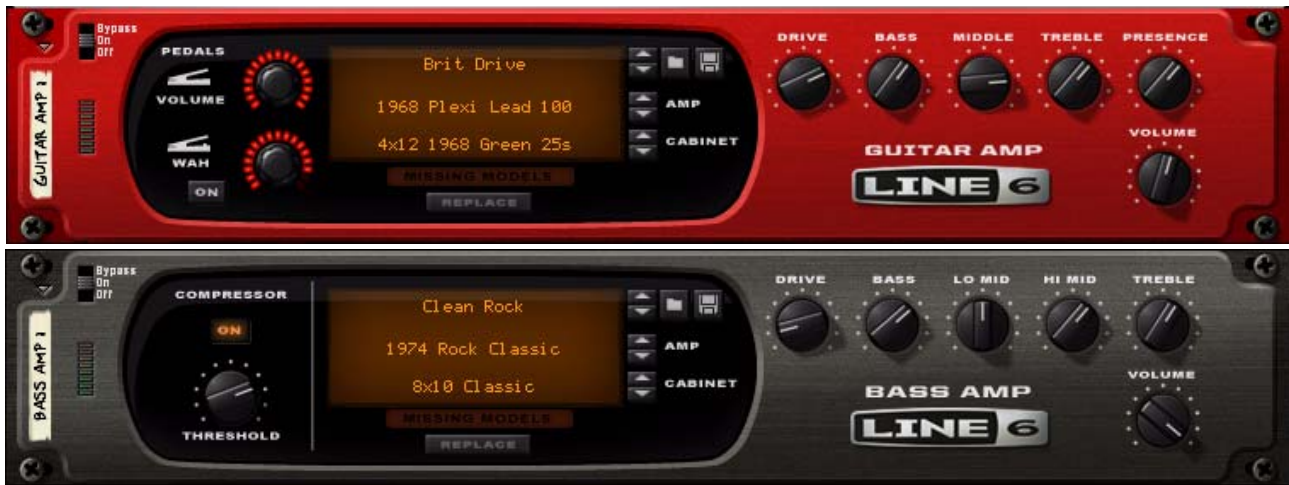 Bypass
On
Off
GUITAR AMP 1
PEDALS
VOLUME
WAH
ON
Brit Drive
1968 Plexi Lead 100
4x12 1968 Green 25s
MISSING MODELS
REPLACE
AMP
CABINET
DRIVE BASS MIDDLE TREBLE PRESENCE
VOLUME
GUITAR AMP
LINE 6
Bypass
On
Off
BASS AMP 1
COMPRESSOR
ON
THRESHOLD
Clean Rock
1974 Rock Classic
8x10 Classic
MISSING MODELS
REPLACE
AMP
CABINET
DRIVE BASS LO MID HI MID TREBLE
VOLUME
BASS AMP
LINE 6